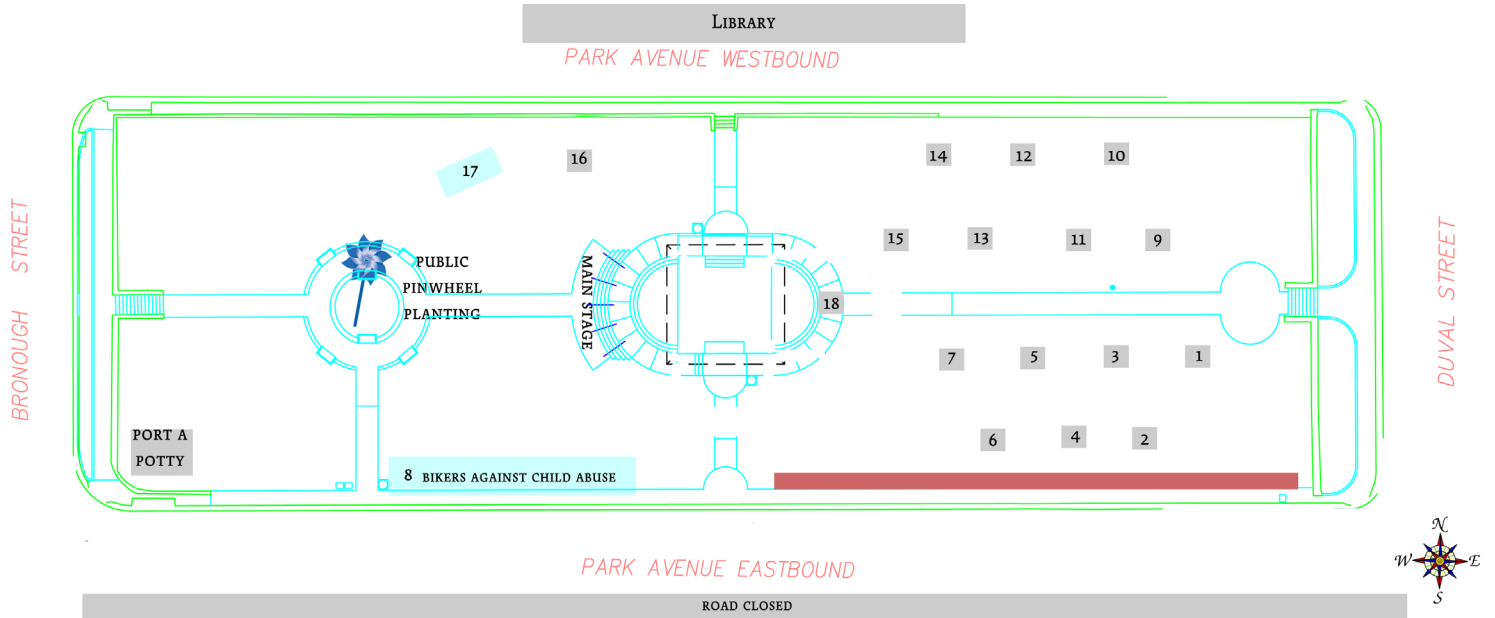 Library
PARK AVENUE WESTBOUND
14 12 10
16
17
BRONOUGH STREET
DUVAL STREET
15 13 11 9
PUBLIC
PINWHEEL
PLANTING
MAIN STAGE
18
7 5 3 1
PORT A
POTTY
6 4 2
8 BIKERS AGAINST CHILD ABUSE
N
W E
S
PARK AVENUE EASTBOUND
ROAD CLOSED